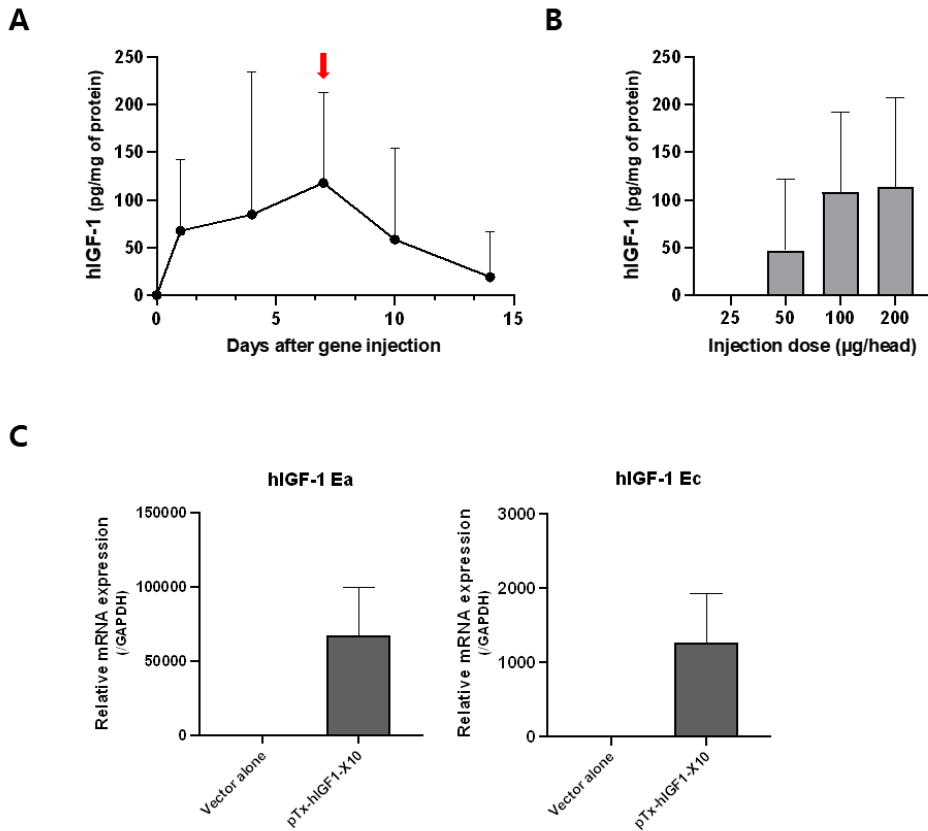 A
hIGF-1 (pg/mg of protein)
250
200
150
100
50
0
0 5 10 15
Days after gene injection
B
hIGF-1 (pg/mg of protein)
250
200
150
100
50
0
25 50 100 200
Injection dose (µg/head)
C
hIGF-1 Ea
Relative mRNA expression
(/GAPDH)
150000
100000
50000
0
Vector alone
pTx-hIGF1-X10
hIGF-1 Ec
Relative mRNA expression
(/GAPDH)
3000
2000
1000
0
Vector alone
pTx-hIGF1-X10